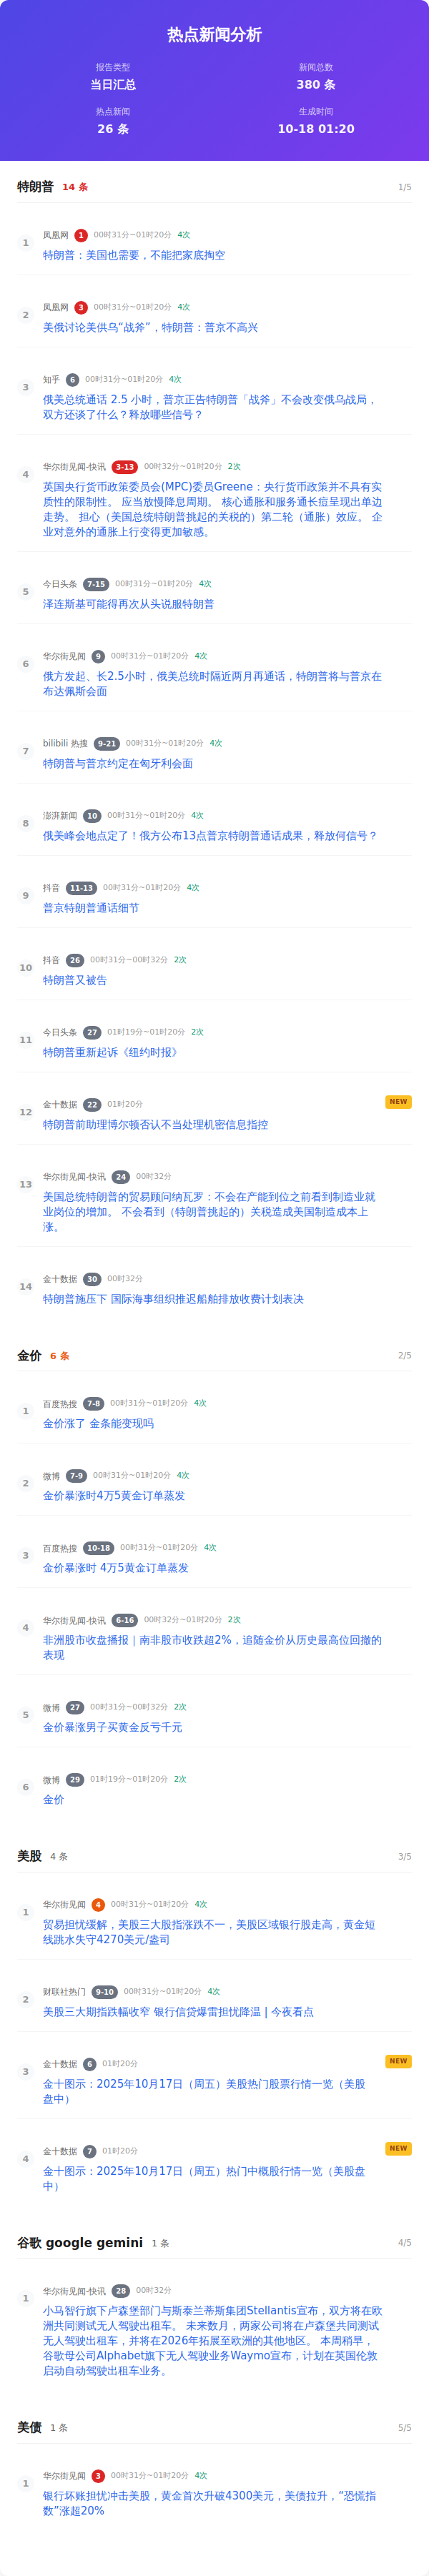 热点新闻分析
报告类型
当日汇总
新闻总数
380 条
热点新闻
26 条
生成时间
10-18 01:20
特朗普 14 条 1/5
1 凤凰网 1 00时31分~01时20分 4次
特朗普：美国也需要，不能把家底掏空
2 凤凰网 3 00时31分~01时20分 4次
美俄讨论美供乌“战斧”，特朗普：普京不高兴
3 知乎 6 00时31分~01时20分 4次
俄美总统通话 2.5 小时，普京正告特朗普「战斧」不会改变俄乌战局，
双方还谈了什么？释放哪些信号？
4 华尔街见闻-快讯 3-13 00时32分~01时20分 2次
英国央行货币政策委员会(MPC)委员Greene：央行货币政策并不具有实
质性的限制性。 应当放慢降息周期。 核心通胀和服务通长痘呈现出单边
走势。 担心（美国总统特朗普挑起的关税的）第二轮（通胀）效应。 企
业对意外的通胀上行变得更加敏感。
5 今日头条 7-15 00时31分~01时20分 4次
泽连斯基可能得再次从头说服特朗普
6 华尔街见闻 9 00时31分~01时20分 4次
俄方发起、长2.5小时，俄美总统时隔近两月再通话，特朗普将与普京在
布达佩斯会面
7 bilibili 热搜 9-21 00时31分~01时20分 4次
特朗普与普京约定在匈牙利会面
8 澎湃新闻 10 00时31分~01时20分 4次
俄美峰会地点定了！俄方公布13点普京特朗普通话成果，释放何信号？
9 抖音 11-13 00时31分~01时20分 4次
普京特朗普通话细节
10 抖音 26 00时31分~00时32分 2次
特朗普又被告
11 今日头条 27 01时19分~01时20分 2次
特朗普重新起诉《纽约时报》
12 金十数据 22 01时20分 NEW
特朗普前助理博尔顿否认不当处理机密信息指控
13 华尔街见闻-快讯 24 00时32分
美国总统特朗普的贸易顾问纳瓦罗：不会在产能到位之前看到制造业就
业岗位的增加。 不会看到（特朗普挑起的）关税造成美国制造成本上
涨。
14 金十数据 30 00时32分
特朗普施压下 国际海事组织推迟船舶排放收费计划表决
金价 6 条 2/5
1 百度热搜 7-8 00时31分~01时20分 4次
金价涨了 金条能变现吗
2 微博 7-9 00时31分~01时20分 4次
金价暴涨时4万5黄金订单蒸发
3 百度热搜 10-18 00时31分~01时20分 4次
金价暴涨时 4万5黄金订单蒸发
4 华尔街见闻-快讯 6-16 00时32分~01时20分 2次
非洲股市收盘播报｜南非股市收跌超2%，追随金价从历史最高位回撤的
表现
5 微博 27 00时31分~00时32分 2次
金价暴涨男子买黄金反亏千元
6 微博 29 01时19分~01时20分 2次
金价
美股 4 条 3/5
1 华尔街见闻 4 00时31分~01时20分 4次
贸易担忧缓解，美股三大股指涨跌不一，美股区域银行股走高，黄金短
线跳水失守4270美元/盎司
2 财联社热门 9-10 00时31分~01时20分 4次
美股三大期指跌幅收窄 银行信贷爆雷担忧降温 | 今夜看点
3 金十数据 6 01时20分 NEW
金十图示：2025年10月17日（周五）美股热门股票行情一览（美股
盘中）
4 金十数据 7 01时20分 NEW
金十图示：2025年10月17日（周五）热门中概股行情一览（美股盘
中）
谷歌 google gemini 1 条 4/5
1 华尔街见闻-快讯 28 00时32分
小马智行旗下卢森堡部门与斯泰兰蒂斯集团Stellantis宣布，双方将在欧
洲共同测试无人驾驶出租车。 未来数月，两家公司将在卢森堡共同测试
无人驾驶出租车，并将在2026年拓展至欧洲的其他地区。 本周稍早，
谷歌母公司Alphabet旗下无人驾驶业务Waymo宣布，计划在英国伦敦
启动自动驾驶出租车业务。
美债 1 条 5/5
1 华尔街见闻 3 00时31分~01时20分 4次
银行坏账担忧冲击美股，黄金首次升破4300美元，美债拉升，“恐慌指
数”涨超20%